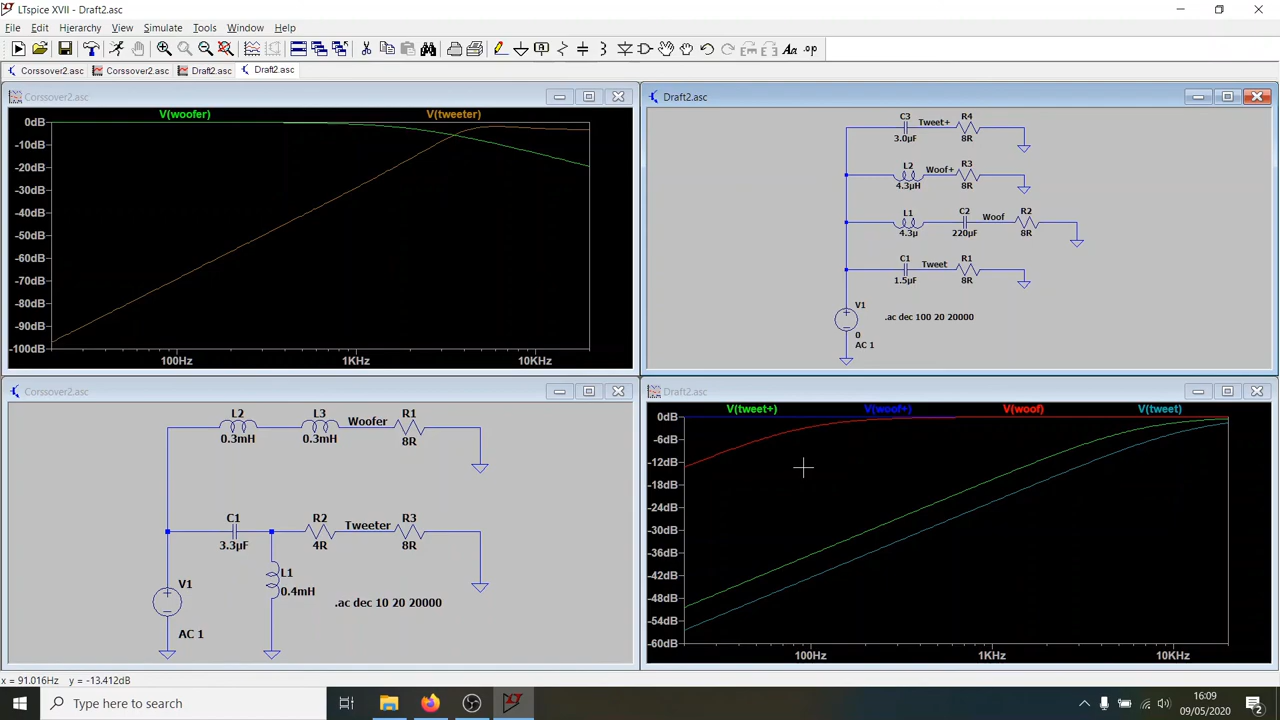 LTspice XVII - Draft2.asc
File Edit Hierarchy View Simulate Tools Window Help
Corssover2.asc Corssover2.asc Draft2.asc Draft2.asc
Corssover2.asc
V(woofer) V(tweeter)
0dB
-10dB
-20dB
-30dB
-40dB
-50dB
-60dB
-70dB
-80dB
-90dB
-100dB
100Hz 1KHz 10KHz
Draft2.asc
C3 Tweet+ R4
3.0µF 8R
L2 Woof+ R3
4.3µH 8R
L1 C2 Woof R2
4.3µ 220µF 8R
C1 Tweet R1
1.5µF 8R
V1
.ac dec 100 20 20000
0
AC 1
Corssover2.asc
L2 L3 Woofer R1
0.3mH 0.3mH 8R
C1 R2 Tweeter R3
3.3µF 4R 8R
L1
0.4mH
V1
.ac dec 10 20 20000
AC 1
Draft2.asc
V(tweet+) V(woof+) V(woof) V(tweet)
0dB
-6dB
-12dB
-18dB
-24dB
-30dB
-36dB
-42dB
-48dB
-54dB
-60dB
100Hz 1KHz 10KHz
x = 91.016Hz y = -13.412dB
Type here to search
16:09
09/05/2020
2